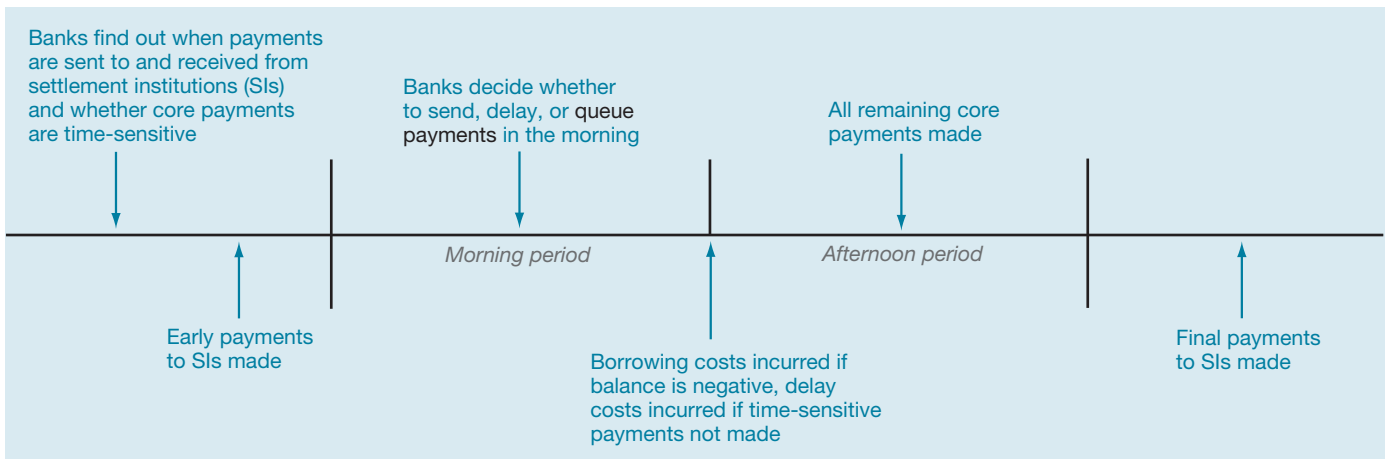 Banks find out when payments
are sent to and received from
settlement institutions (SIs)
and whether core payments
are time-sensitive
Banks decide whether
to send, delay, or queue
payments in the morning
All remaining core
payments made
Morning period
Afternoon period
Early payments
to SIs made
Borrowing costs incurred if
balance is negative, delay
costs incurred if time-sensitive
payments not made
Final payments
to SIs made